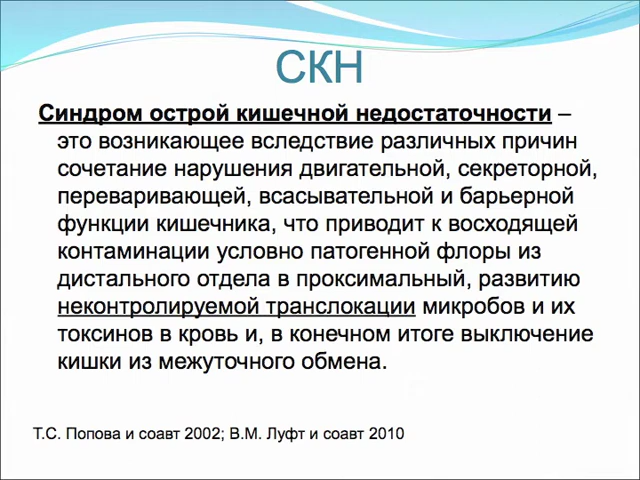 СКН
Синдром острой кишечной недостаточности –
это возникающее вследствие различных причин
сочетание нарушения двигательной, секреторной,
переваривающей, всасывательной и барьерной
функции кишечника, что приводит к восходящей
контаминации условно патогенной флоры из
дистального отдела в проксимальный, развитию
неконтролируемой транслокации микробов и их
токсинов в кровь и, в конечном итоге выключение
кишки из межуточного обмена.
Т.С. Попова и соавт 2002; В.М. Луфт и соавт 2010